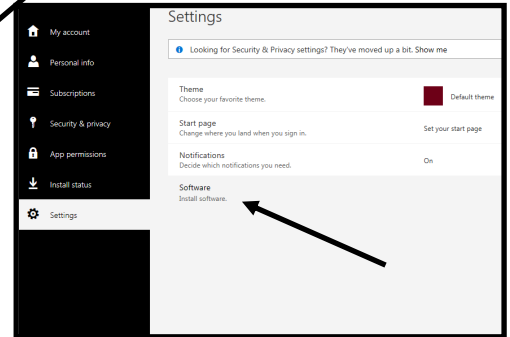 Settings
My account
Personal info
Subscriptions
Security & privacy
App permissions
Install status
Settings
Looking for Security & Privacy settings? They've moved up a bit. Show me
Theme
Choose your favorite theme.
Default theme
Start page
Change where you land when you sign in.
Set your start page
Notifications
Decide which notifications you need.
On
Software
Install software.